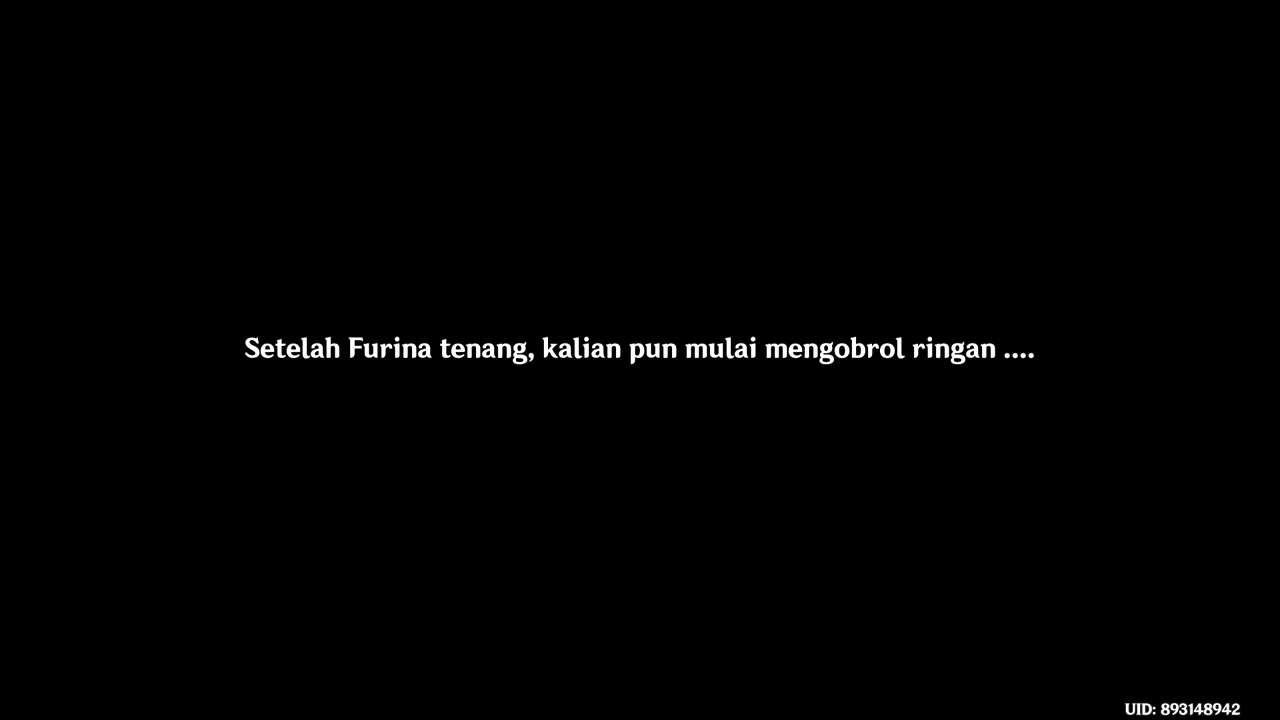 Setelah Furina tenang, kalian pun mulai mengobrol ringan ....
UID: 893148942